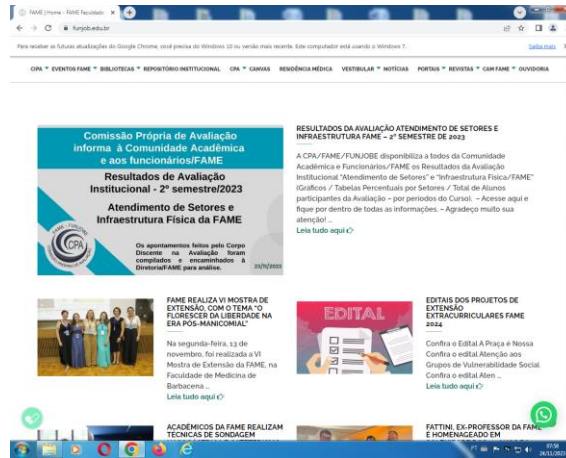 FAME | Home - FAME Faculdade
funjob.edu.br
Para receber as futuras atualizações do Google Chrome, você precisa do Windows 10 ou versão mais recente. Este computador está usando o Windows 7.
Saiba mais
CIPA EVENTOS FAME BIBLIOTECAS REPOSITÓRIO INSTITUCIONAL CPA CANVAS RESIDÊNCIA MÉDICA VESTIBULAR NOTÍCIAS PORTAIS REVISTAS CAM FAME OUVIDORIA
Comissão Própria de Avaliação
informa à Comunidade Acadêmica
e aos funcionários/FAME
Resultados de Avaliação
Institucional - 2º semestre/2023
Atendimento de Setores e
Infraestrutura Física da FAME
CPA
Os apontamentos feitos pelo Corpo
Discente na Avaliação foram
compilados e encaminhados à
Diretoria/FAME para análise.
23/11/2023
RESULTADOS DA AVALIAÇÃO ATENDIMENTO DE SETORES E
INFRAESTRUTURA FAME – 2º SEMESTRE DE 2023
A CPA/FAME/FUNJOBE disponibiliza a todos da Comunidade
Acadêmica e Funcionários/FAME os Resultados da Avaliação
Institucional "Atendimento de Setores" e "Infraestrutura Física/FAME"
(Gráficos / Tabelas Percentuais por Setores / Total de Alunos
participantes da Avaliação – por períodos do Curso). – Acesse aqui e
fique por dentro de todas as informações. – Agradeço muito sua
atenção! ...
Leia tudo aqui
FAME REALIZA VI MOSTRA DE
EXTENSÃO, COM O TEMA "O
FLORESCER DA LIBERDADE NA
ERA PÓS-MANICOMIAL"
Na segunda-feira, 13 de
novembro, foi realizada a VI
Mostra de Extensão da FAME, na
Faculdade de Medicina de
Barbacena ...
Leia tudo aqui
EDITAL
EDITAIS DOS PROJETOS DE
EXTENSÃO
EXTRACURRICULARES FAME
2024
Confira o Edital A Praça é Nossa
Confira o edital Atenção aos
Grupos de Vulnerabilidade Social
Confira o edital Aten ...
Leia tudo aqui
ACADÊMICOS DA FAME REALIZAM
TÉCNICAS DE SONDAGEM
FATTINI, EX-PROFESSOR DA FAME
É HOMENAGEADO EM
PT
07:56
24/11/2023